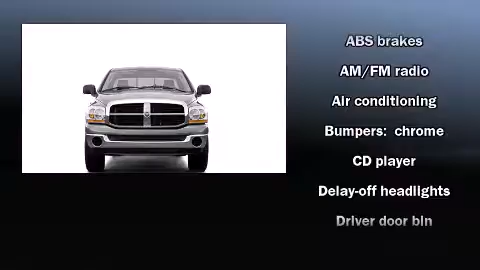 ABS brakes
AM/FM radio
Air conditioning
Bumpers: chrome
CD player
Delay-off headlights
Driver door bin